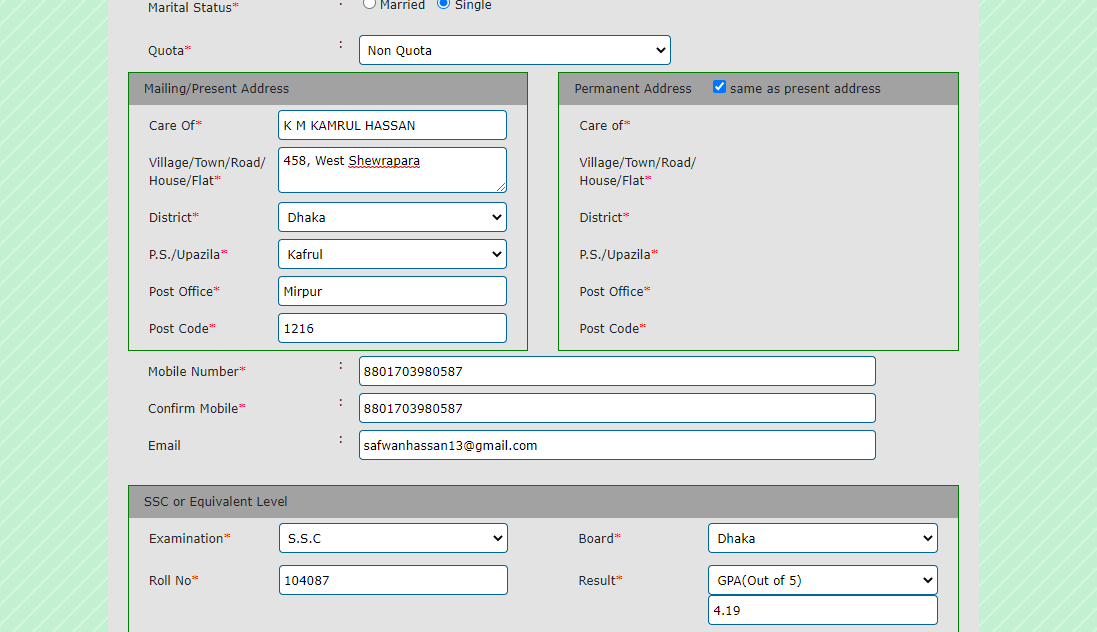 Marital Status* : Married Single
Quota* : Non Quota
Mailing/Present Address
Care Of* K M KAMRUL HASSAN
Village/Town/Road/
House/Flat* 458, West Shewrapara
District* Dhaka
P.S./Upazila* Kafrul
Post Office* Mirpur
Post Code* 1216
Permanent Address same as present address
Care of*
Village/Town/Road/
House/Flat*
District*
P.S./Upazila*
Post Office*
Post Code*
Mobile Number* : 8801703980587
Confirm Mobile* : 8801703980587
Email : safwanhassan13@gmail.com
SSC or Equivalent Level
Examination* S.S.C Board* Dhaka
Roll No* 104087 Result* GPA(Out of 5)
4.19